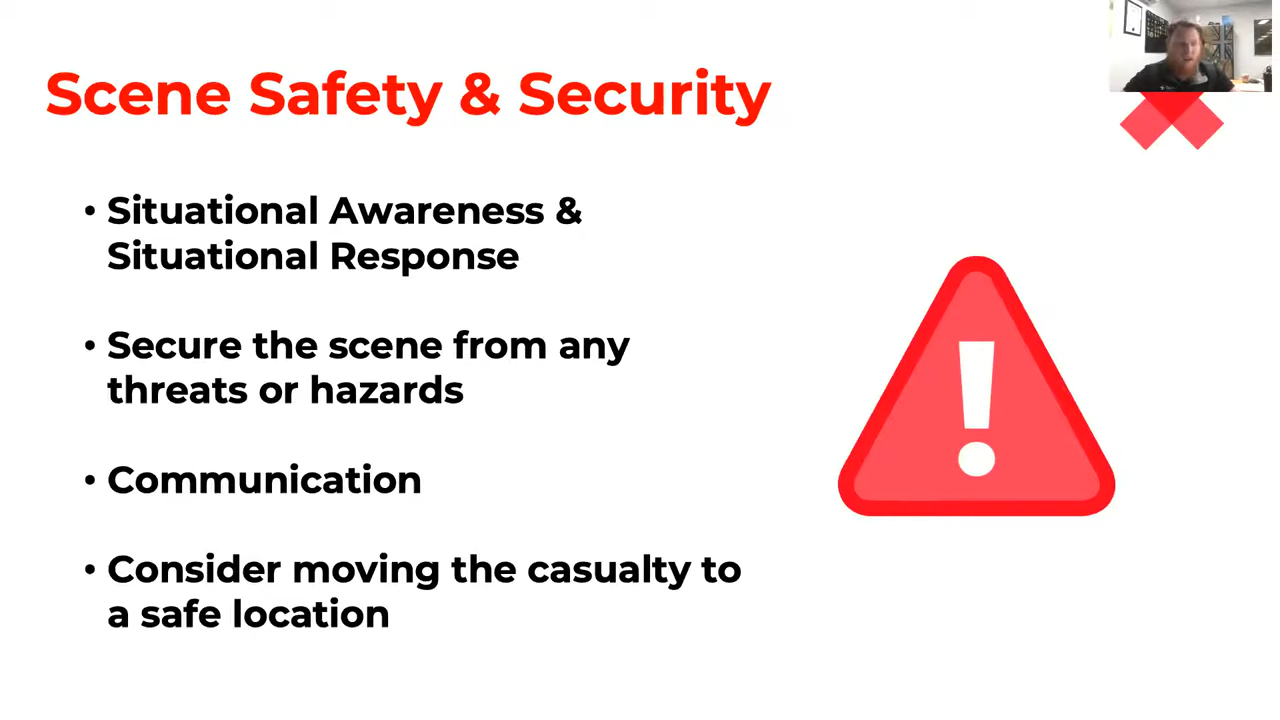 Scene Safety & Security
• Situational Awareness &
Situational Response
• Secure the scene from any
threats or hazards
• Communication
• Consider moving the casualty to
a safe location
!